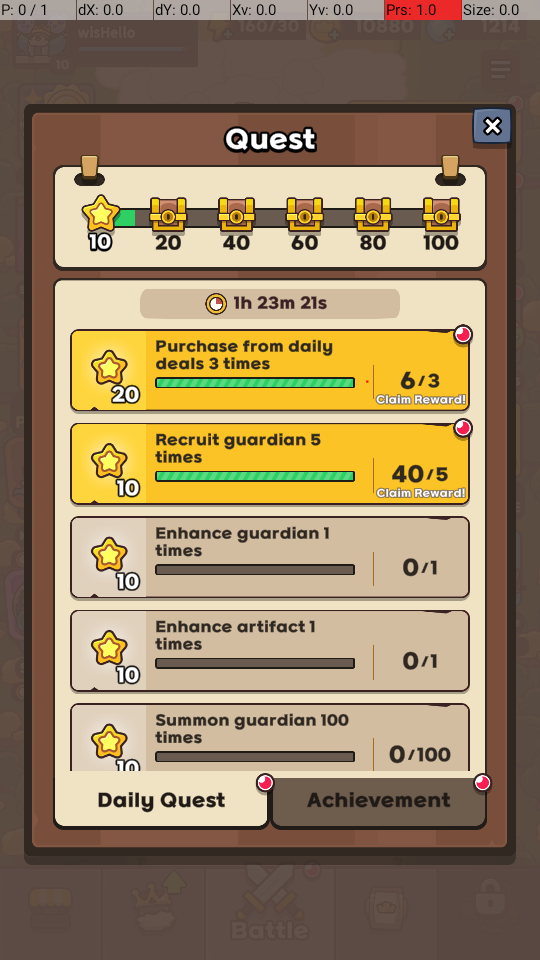 P: 0 / 1 dX: 0.0 dY: 0.0 Xv: 0.0 Yv: 0.0 Prs: 1.0 Size: 0.0
wisHello 160/30 10880 1214
10
Quest
10 20 40 60 80 100
1h 23m 21s
Purchase from daily
deals 3 times
20
6/3
Claim Reward!
Recruit guardian 5
times
10
40/5
Claim Reward!
Enhance guardian 1
times
10
0/1
Enhance artifact 1
times
10
0/1
Summon guardian 100
times
10
0/100
Daily Quest Achievement
Battle